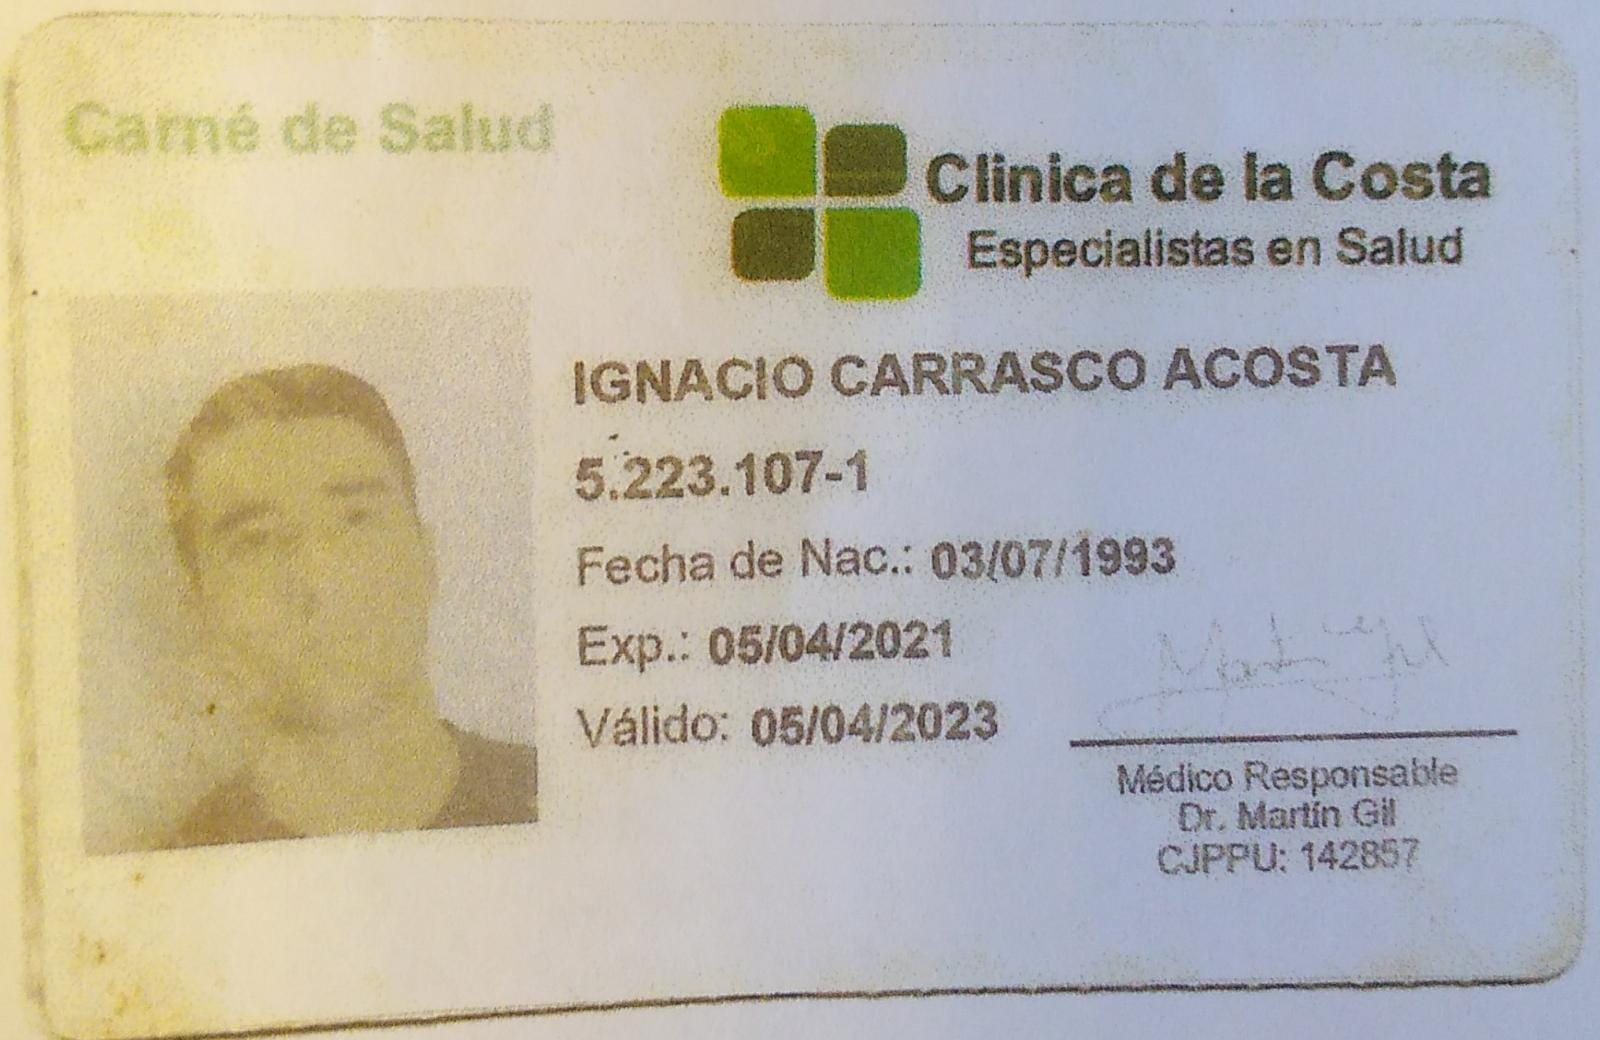 Carné de Salud
Clinica de la Costa
Especialistas en Salud
IGNACIO CARRASCO ACOSTA
5.223.107-1
Fecha de Nac.: 03/07/1993
Exp.: 05/04/2021
Válido: 05/04/2023
Martin Gil
Médico Responsable
Dr. Martín Gil
CJPPU: 142857